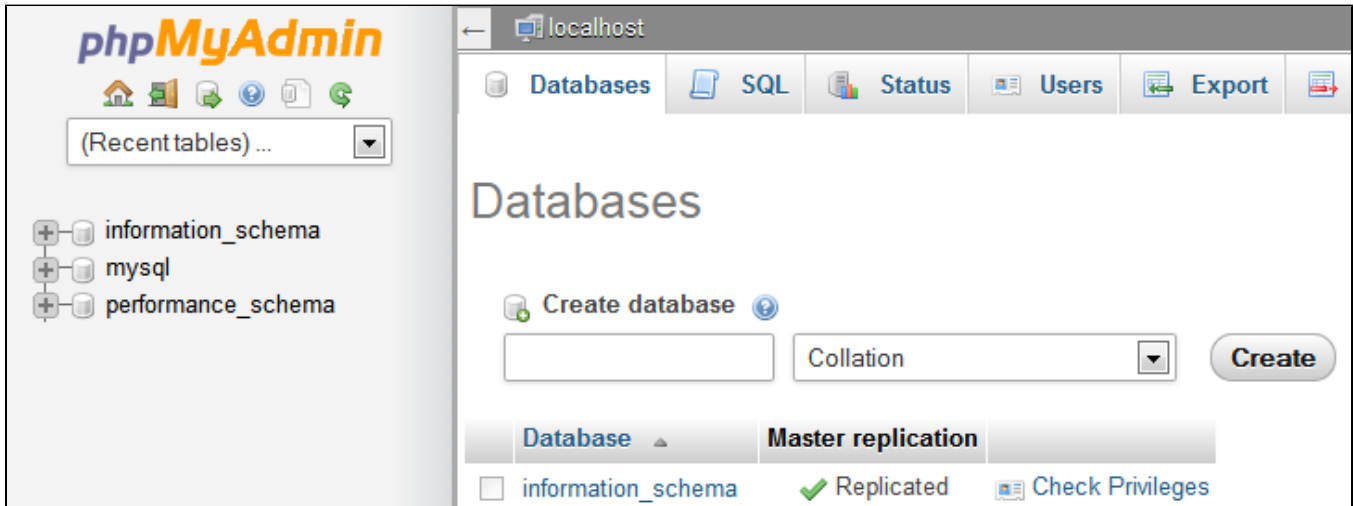 phpMyAdmin
(Recent tables) ...
information_schema
mysql
performance_schema
← localhost
Databases SQL Status Users Export
Databases
Create database
Collation Create
Database Master replication
information_schema Replicated Check Privileges